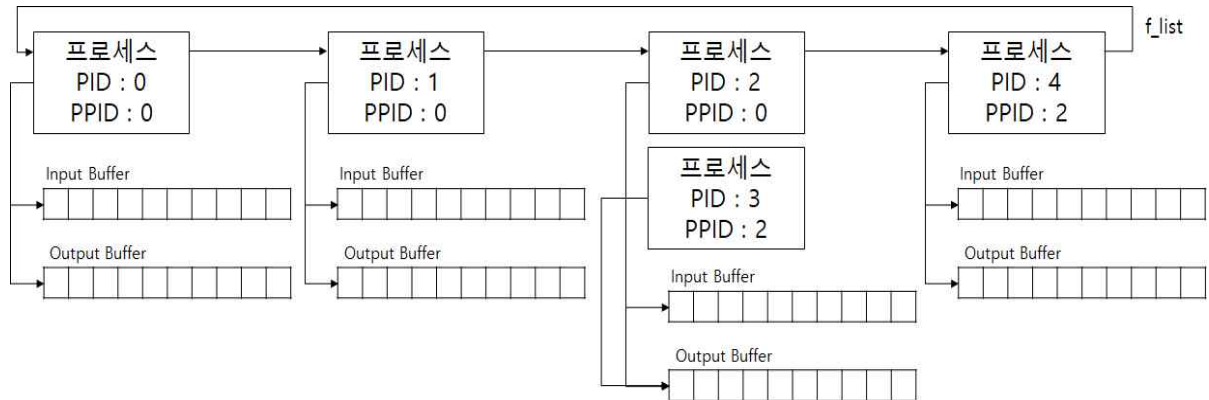 f_list
프로세스
PID : 0
PPID : 0
프로세스
PID : 1
PPID : 0
프로세스
PID : 2
PPID : 0
프로세스
PID : 4
PPID : 2
프로세스
PID : 3
PPID : 2
Input Buffer
Output Buffer
Input Buffer
Output Buffer
Input Buffer
Output Buffer
Input Buffer
Output Buffer